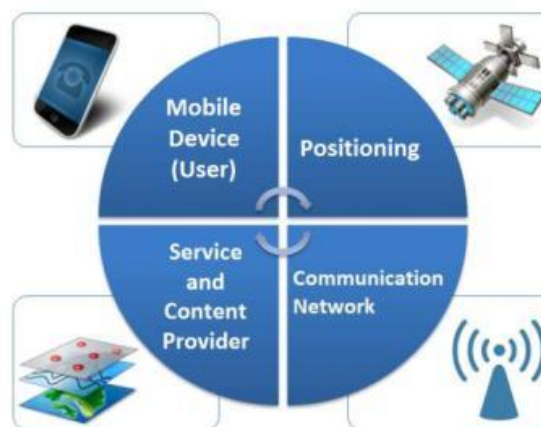 Mobile
Device
(User)
Positioning
Service
and
Content
Provider
Communication
Network